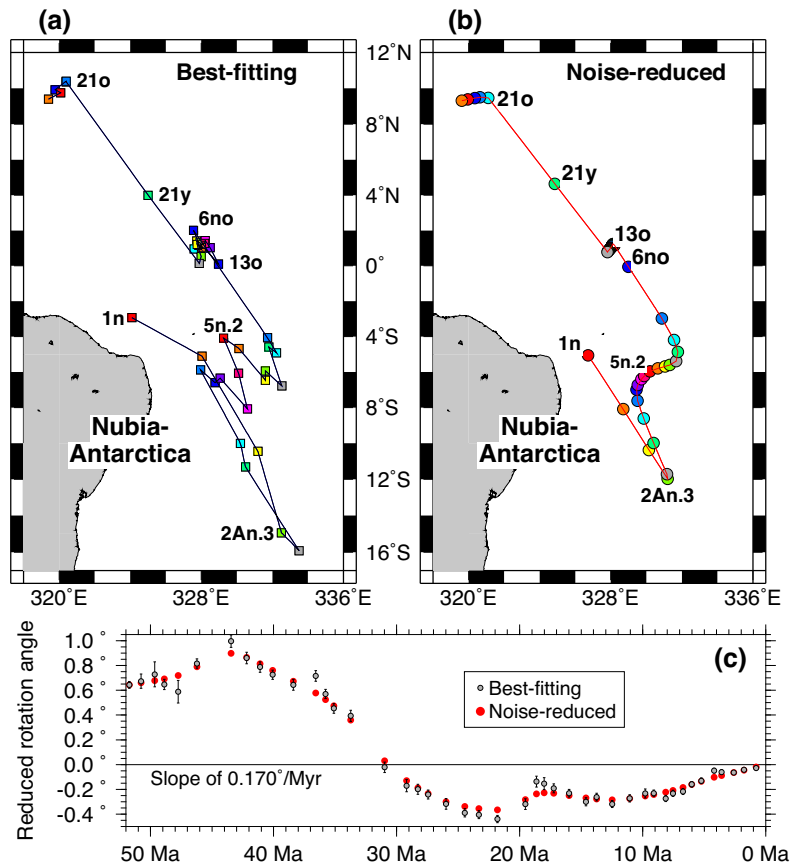 (a)
(b)
Best-fitting
Noise-reduced
12˚N
8˚N
4˚N
0˚
4˚S
8˚S
12˚S
16˚S
21o
21y
6no
13o
1n
5n.2
2An.3
Nubia-
Antarctica
21o
21y
13o
6no
1n
5n.2
2An.3
Nubia-
Antarctica
320˚E
328˚E
336˚E
320˚E
328˚E
336˚E
Reduced rotation angle
1.0˚
0.8˚
0.6˚
0.4˚
0.2˚
0.0˚
-0.2˚
-0.4˚
(c)
Best-fitting
Noise-reduced
Slope of 0.170˚/Myr
50 Ma
40 Ma
30 Ma
20 Ma
10 Ma
0 Ma